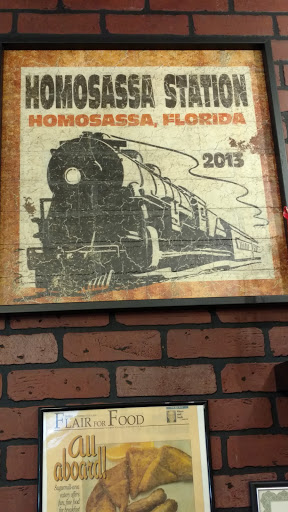 HOMOSASSA STATION
HOMOSASSA, FLORIDA
2013
FLAIR FOR FOOD
all
aboard!